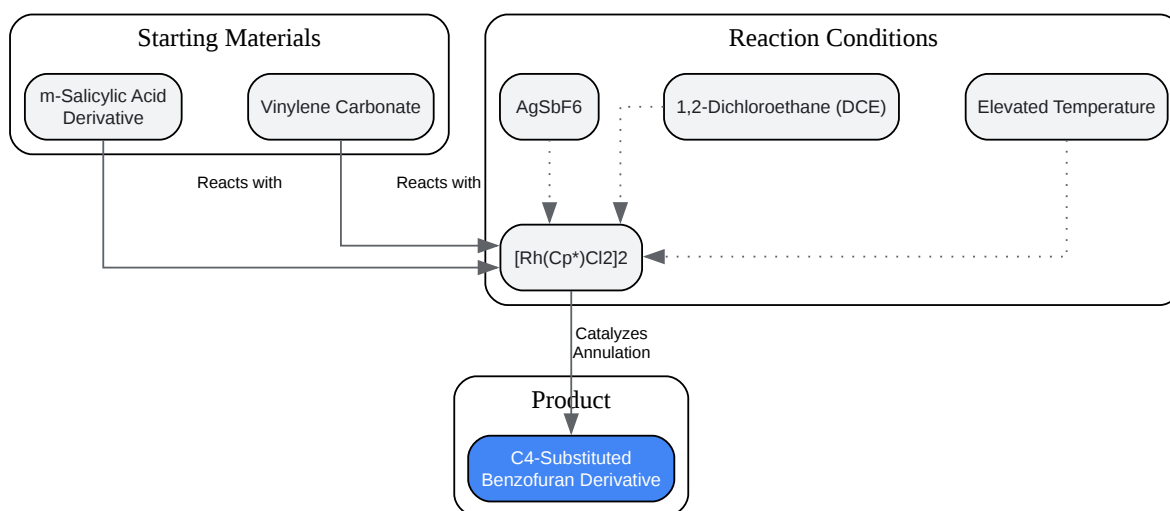 Starting Materials
m-Salicylic Acid
Derivative
Vinylene Carbonate
Reaction Conditions
AgSbF6
1,2-Dichloroethane (DCE)
Elevated Temperature
Reacts with
Reacts with
[Rh(Cp*)Cl2]2
Catalyzes
Annulation
Product
C4-Substituted
Benzofuran Derivative